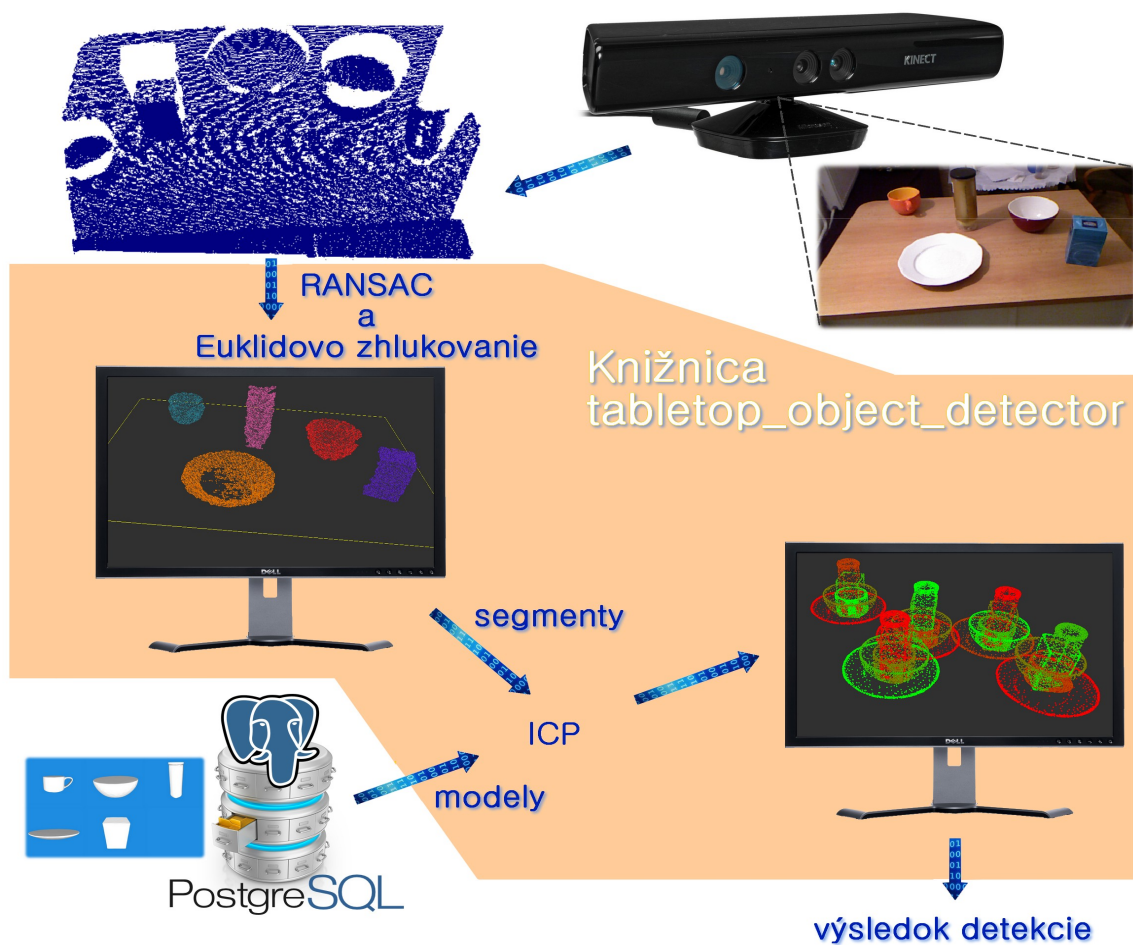 KINECT
RANSAC
a
Euklidovo zhlukovanie
Knižnica
tabletop_object_detector
DELL
segmenty
ICP
DELL
modely
PostgreSQL
výsledok detekcie